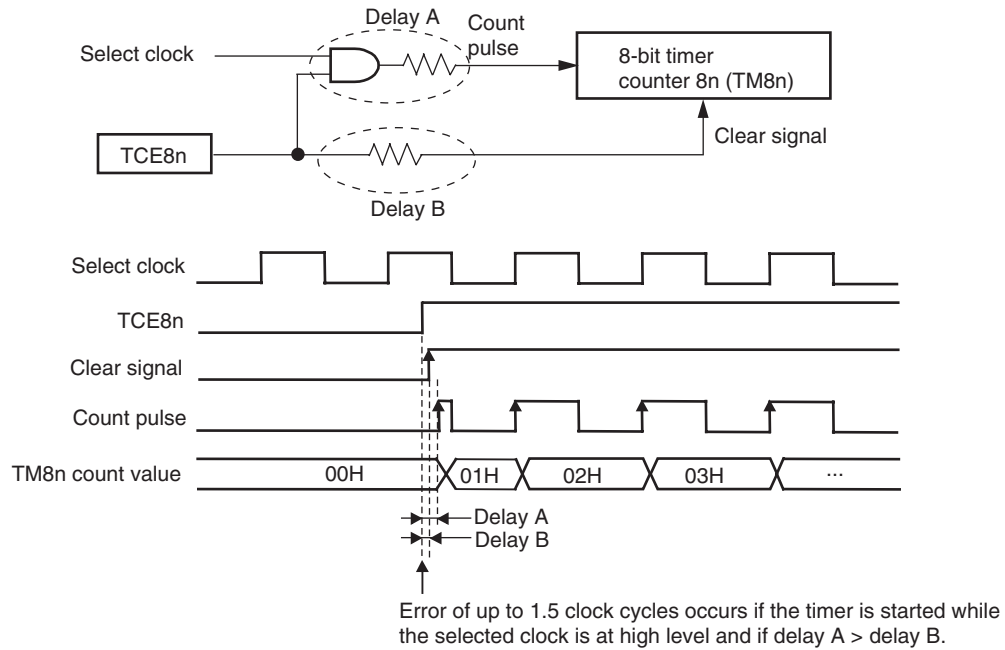 Delay A
Count
pulse
Select clock
8-bit timer
counter 8n (TM8n)
Clear signal
TCE8n
Delay B
Select clock
TCE8n
Clear signal
Count pulse
TM8n count value
00H
01H
02H
03H
...
Delay A
Delay B
Error of up to 1.5 clock cycles occurs if the timer is started while
the selected clock is at high level and if delay A > delay B.